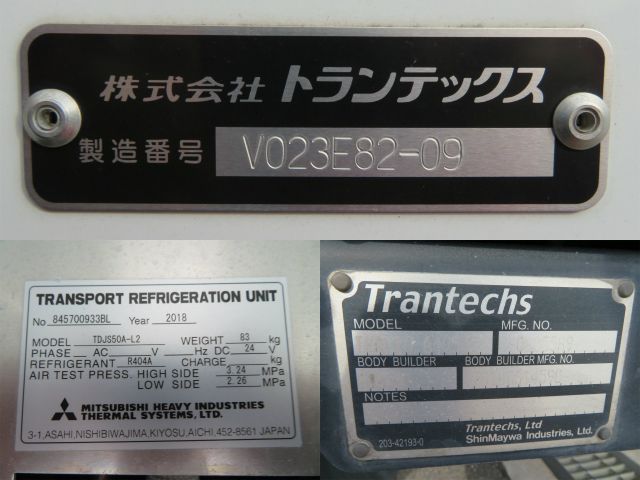 株式会社 トランテックス
製造番号 V023E82-09
TRANSPORT REFRIGERATION UNIT
No 845700933BL Year 2018
MODEL TDJS50A-L2 WEIGHT 83 kg
PHASE AC V Hz DC 24 V
REFRIGERANT R404A CHARGE kg
AIR TEST PRESS. HIGH SIDE 3.24 MPa
LOW SIDE 2.26 MPa
MITSUBISHI HEAVY INDUSTRIES
THERMAL SYSTEMS, LTD.
3-1, ASAHI, NISHIBIWAJIMA, KIYOSU, AICHI, 452-8561 JAPAN
Trantechs
MODEL MFG. NO.
BODY BUILDER BODY BUILDER MFG NO.
NOTES
Trantechs, Ltd
203-42193-0 ShinMaywa Industries, Ltd.